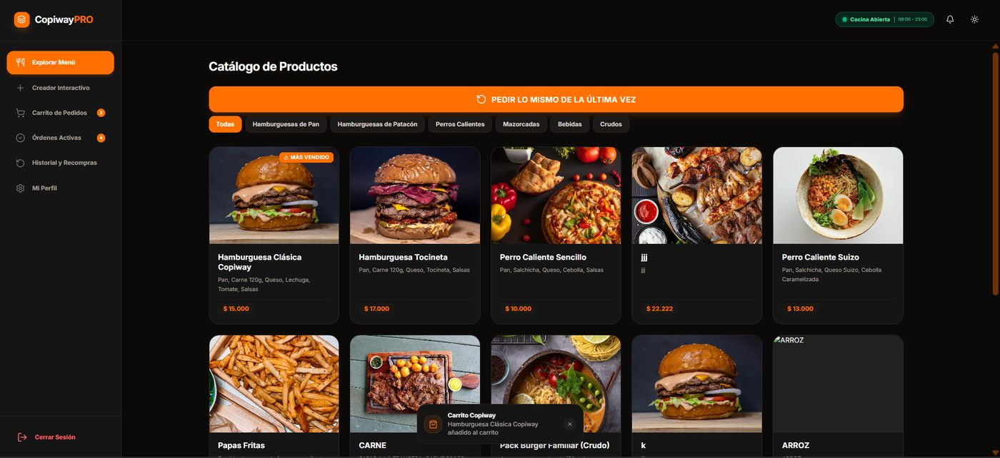 CopiwayPRO
Cocina Abierta | 08:00 - 23:00
Explorar Menú
Creador Interactivo
Carrito de Pedidos 2
Órdenes Activas 4
Historial y Recompras
Mi Perfil
Cerrar Sesión
Catálogo de Productos
PEDIR LO MISMO DE LA ÚLTIMA VEZ
Todas Hamburguesas de Pan Hamburguesas de Patacón Perros Calientes Mazorcadas Bebidas Crudos
MÁS VENDIDO
Hamburguesa Clásica
Copiway
Pan, Carne 120g, Queso, Lechuga,
Tomate, Salsas
$ 15.000
Hamburguesa Tocineta
Pan, Carne 120g, Queso, Tocineta, Salsas
$ 17.000
Perro Caliente Sencillo
Pan, Salchicha, Queso, Cebolla, Salsas
$ 10.000
jjj
jjj
$ 22.222
Perro Caliente Suizo
Pan, Salchicha, Queso Suizo, Cebolla
Caramelizada
$ 13.000
Papas Fritas
CARNE
Pack Burger Familiar (Crudo)
k
ARROZ
ARROZ
Carrito Copiway
Hamburguesa Clásica Copiway
añadido al carrito